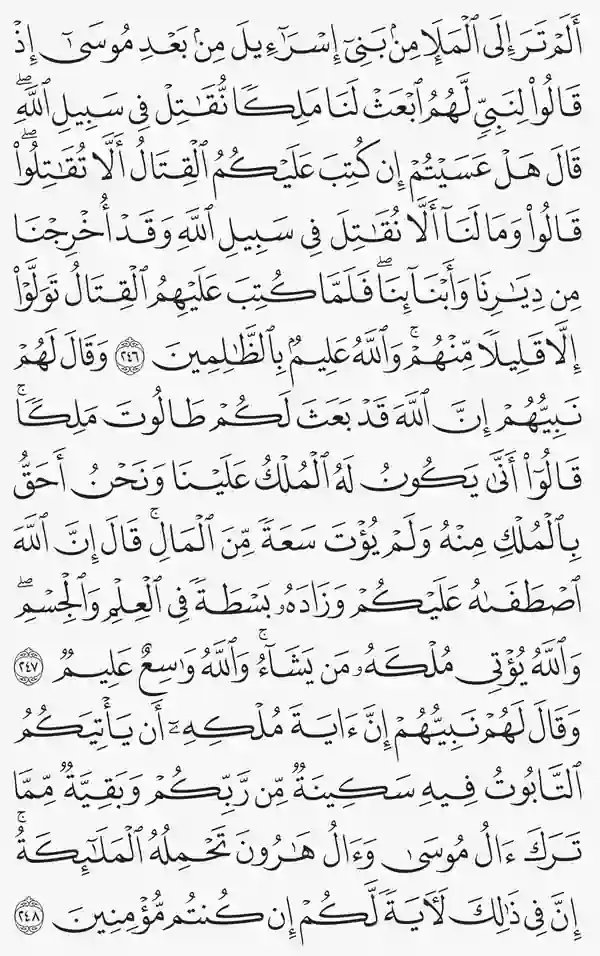 أَلَمْ تَرَ إِلَى ٱلْمَلَإِ مِنۢ بَنِىٓ إِسْرَٰٓءِيلَ مِنۢ بَعْدِ مُوسَىٰٓ إِذْ
قَالُوا۟ لِنَبِىٍّ لَّهُمُ ٱبْعَثْ لَنَا مَلِكًا نُّقَـٰتِلْ فِى سَبِيلِ ٱللَّهِ ۖ
قَالَ هَلْ عَسَيْتُمْ إِن كُتِبَ عَلَيْكُمُ ٱلْقِتَالُ أَلَّا تُقَـٰتِلُوا۟ ۖ
قَالُوا۟ وَمَا لَنَآ أَلَّا نُقَـٰتِلَ فِى سَبِيلِ ٱللَّهِ وَقَدْ أُخْرِجْنَا
مِن دِيَـٰرِنَا وَأَبْنَآئِنَا ۖ فَلَمَّا كُتِبَ عَلَيْهِمُ ٱلْقِتَالُ تَوَلَّوْا۟
إِلَّا قَلِيلًا مِّنْهُمْ ۗ وَٱللَّهُ عَلِيمٌۢ بِٱلظَّـٰلِمِينَ ٢٤٦ وَقَالَ لَهُمْ
نَبِيُّهُمْ إِنَّ ٱللَّهَ قَدْ بَعَثَ لَكُمْ طَالُوتَ مَلِكًا ۚ
قَالُوٓا۟ أَنَّىٰ يَكُونُ لَهُ ٱلْمُلْكُ عَلَيْنَا وَنَحْنُ أَحَقُّ
بِٱلْمُلْكِ مِنْهُ وَلَمْ يُؤْتَ سَعَةً مِّنَ ٱلْمَالِ ۚ قَالَ إِنَّ ٱللَّهَ
ٱصْطَفَىٰهُ عَلَيْكُمْ وَزَادَهُۥ بَسْطَةً فِى ٱلْعِلْمِ وَٱلْجِسْمِ ۖ
وَٱللَّهُ يُؤْتِى مُلْكَهُۥ مَن يَشَآءُ ۚ وَٱللَّهُ وَٰسِعٌ عَلِيمٌ ٢٤٧
وَقَالَ لَهُمْ نَبِيُّهُمْ إِنَّ ءَايَةَ مُلْكِهِۦٓ أَن يَأْتِيَكُمُ
ٱلتَّابُوتُ فِيهِ سَكِينَةٌ مِّن رَّبِّكُمْ وَبَقِيَّةٌ مِّمَّا
تَرَكَ ءَالُ مُوسَىٰ وَءَالُ هَـٰرُونَ تَحْمِلُهُ ٱلْمَلَـٰٓئِكَةُ ۚ
إِنَّ فِى ذَٰلِكَ لَـَٔايَةً لَّكُمْ إِن كُنتُم مُّؤْمِنِينَ ٢٤٨